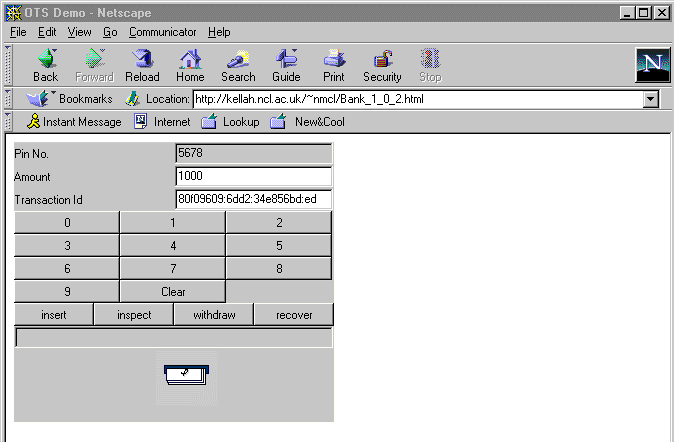 OTS Demo - Netscape
File Edit View Go Communicator Help
Back Forward Reload Home Search Guide Print Security Stop
N
Bookmarks Location: http://kellah.ncl.ac.uk/~nmcl/Bank_1_0_2.html
Instant Message Internet Lookup New&Cool
Pin No. 5678
Amount 1000
Transaction Id 80f09609:6dd2:34e856bd:ed
0 1 2
3 4 5
6 7 8
9 Clear
insert inspect withdraw recover